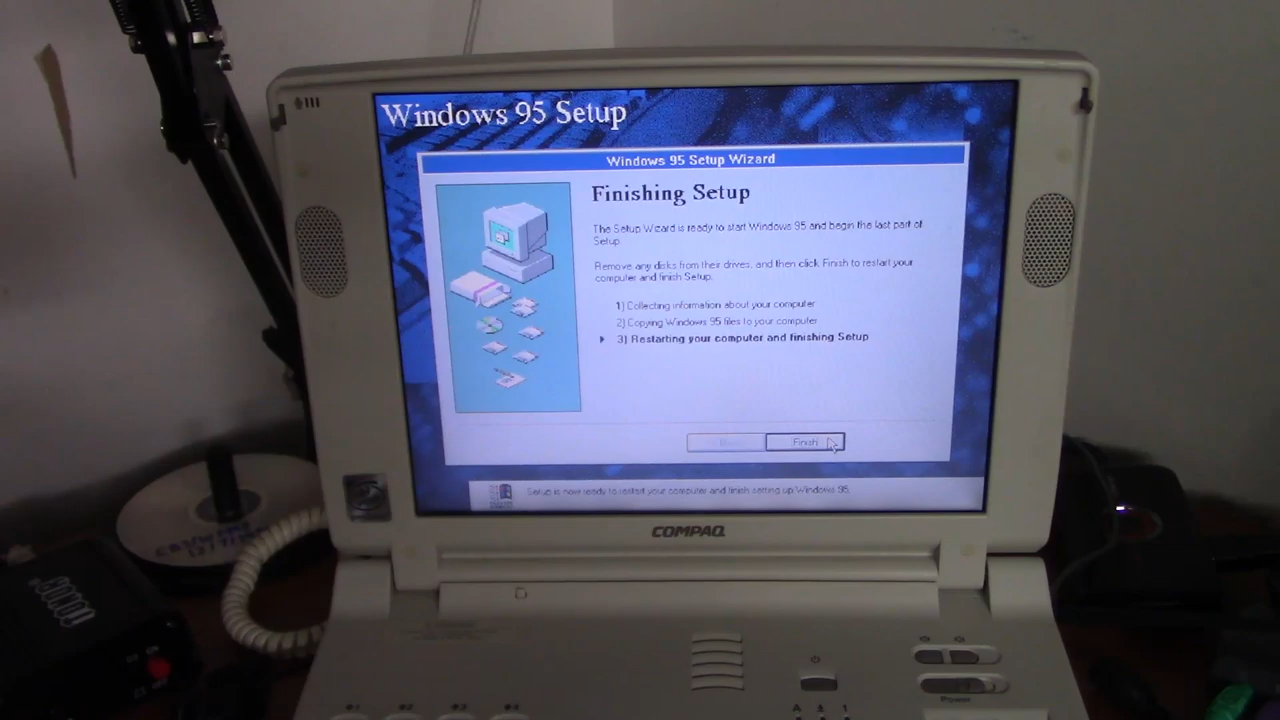 Windows 95 Setup
Windows 95 Setup Wizard
Finishing Setup
The Setup Wizard is ready to start Windows 95 and begin the last part of
Setup.
Remove any disks from their drives, and then click Finish to restart your
computer and finish Setup.
1) Collecting information about your computer
2) Copying Windows 95 files to your computer
3) Restarting your computer and finishing Setup
Finish
Setup is now ready to restart your computer and finish setting up Windows 95.
COMPAQ
Power
A 1